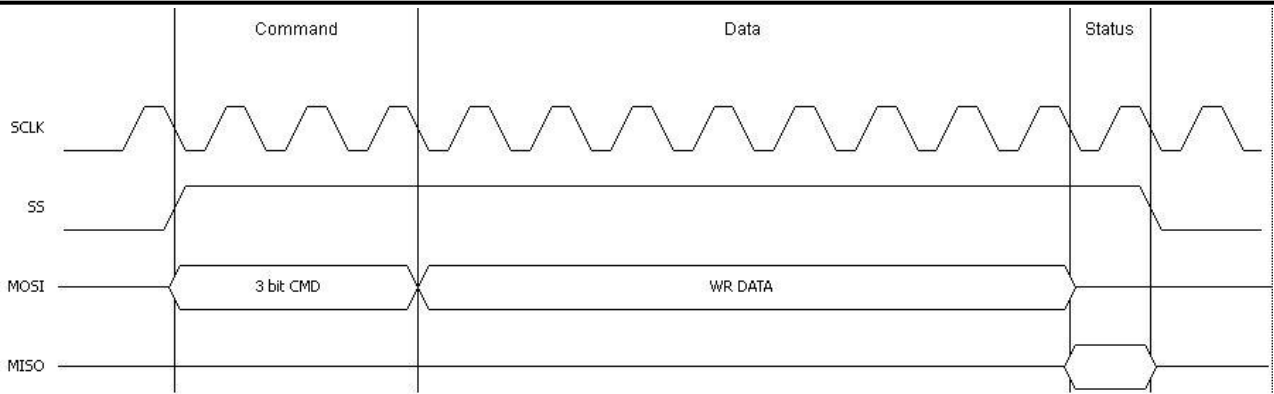 Command Data Status
SCLK
SS
MOSI 3 bit CMD WR DATA
MISO